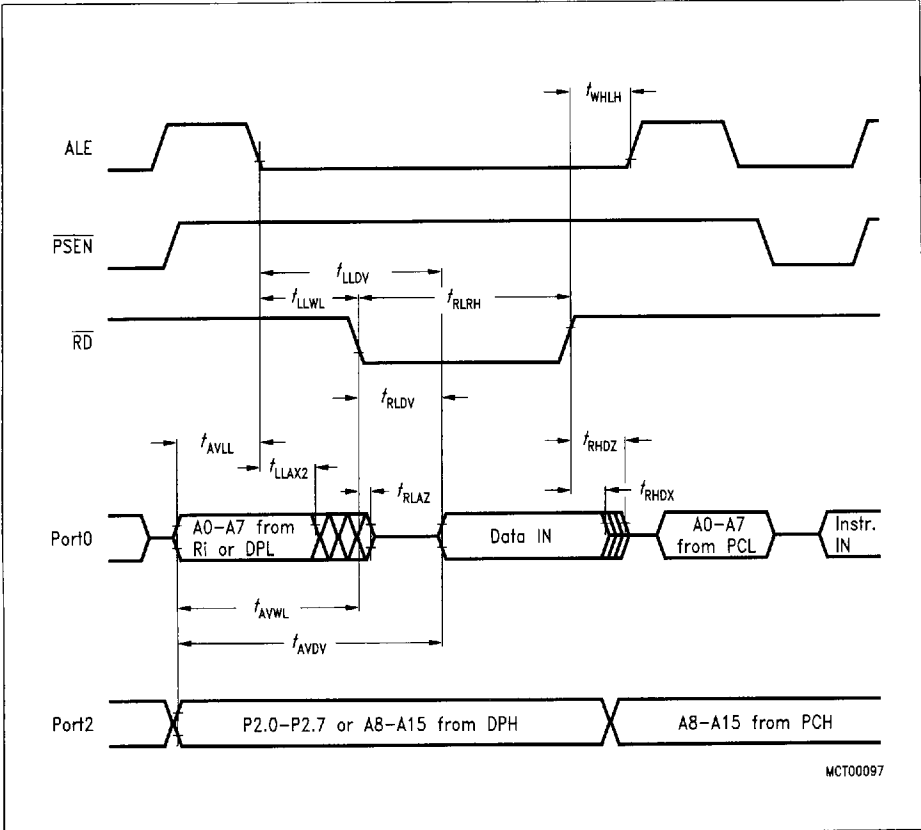 tWHLH
ALE
PSEN
tLLDV
tLLWL
tRLRH
RD
tRLDV
tAVLL
tRHDZ
tLLAX2
tRLAZ
tRHDX
Port0
A0-A7 from
Ri or DPL
Data IN
A0-A7
from PCL
Instr.
IN
tAVWL
tAVDV
Port2
P2.0-P2.7 or A8-A15 from DPH
A8-A15 from PCH
MCT00097